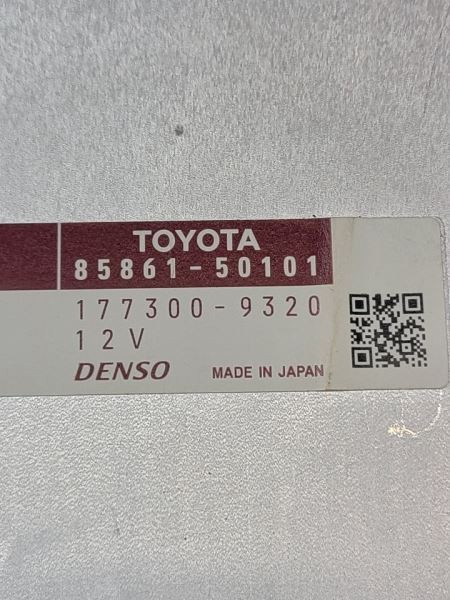 TOYOTA
85861-50101
177300-9320
12V
DENSO MADE IN JAPAN